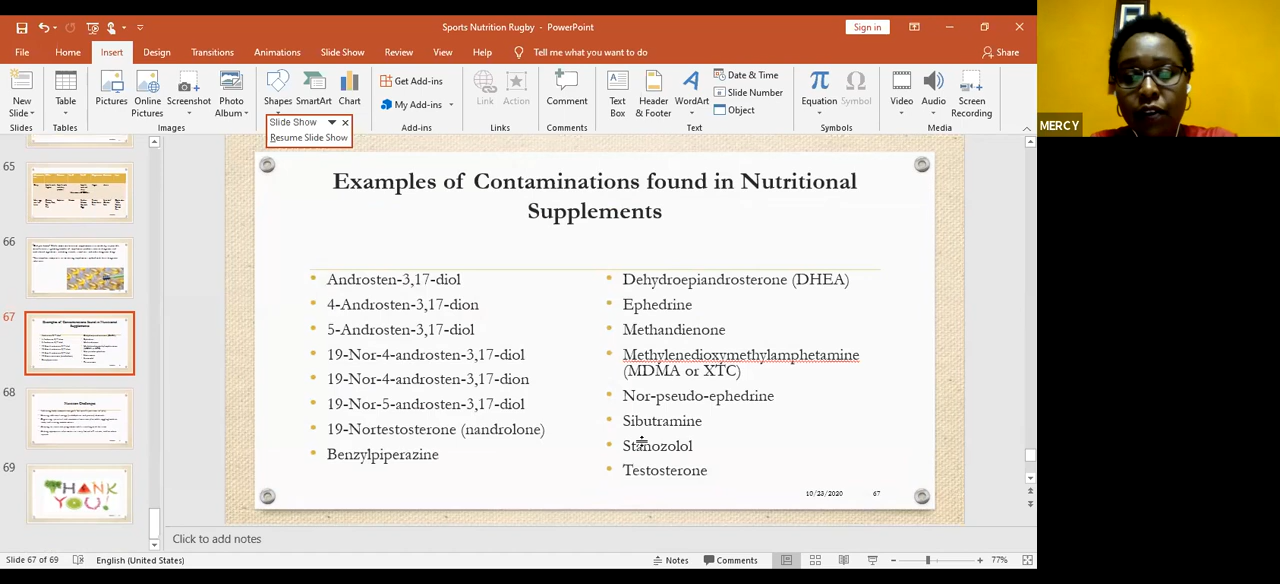 Sports Nutrition Rugby - PowerPoint
Sign in
File Home Insert Design Transitions Animations Slide Show Review View Help Tell me what you want to do Share
New Slide
Table
Pictures
Online Pictures
Screenshot
Photo Album
Shapes
SmartArt
Chart
Get Add-ins
My Add-ins
Link
Action
Comment
Text Box
Header & Footer
WordArt
Date & Time
Slide Number
Object
Equation
Symbol
Video
Audio
Screen Recording
Slides
Tables
Images
Add-ins
Links
Comments
Text
Symbols
Media
Slide Show
Resume Slide Show
MERCY
65
66
67
68
69
THANK
YOU!
Examples of Contaminations found in Nutritional
Supplements
Androsten-3,17-diol
4-Androsten-3,17-dion
5-Androsten-3,17-diol
19-Nor-4-androsten-3,17-diol
19-Nor-4-androsten-3,17-dion
19-Nor-5-androsten-3,17-diol
19-Nortestosterone (nandrolone)
Benzylpiperazine
Dehydroepiandrosterone (DHEA)
Ephedrine
Methandienone
Methylenedioxymethylamphetamine
(MDMA or XTC)
Nor-pseudo-ephedrine
Sibutramine
Stanozolol
Testosterone
10/23/2020 67
Click to add notes
Slide 67 of 69 English (United States) Notes Comments 77%